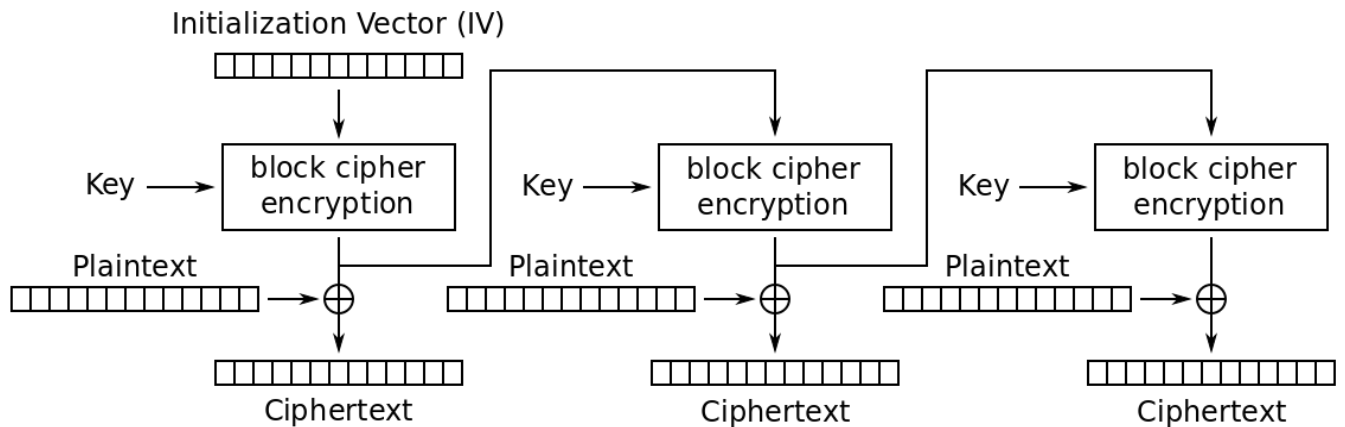 Initialization Vector (IV)
block cipher
encryption
Key
Plaintext
Ciphertext
block cipher
encryption
Key
Plaintext
Ciphertext
block cipher
encryption
Key
Plaintext
Ciphertext